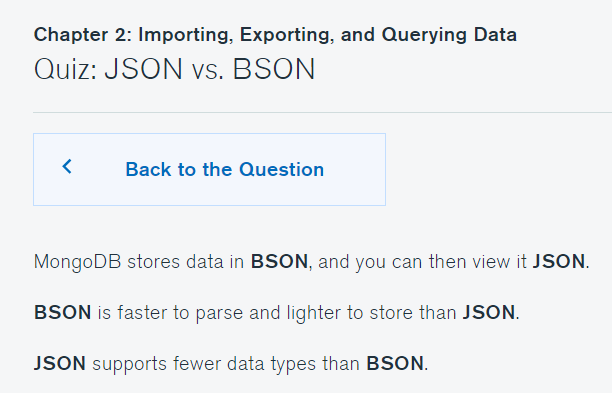 Chapter 2: Importing, Exporting, and Querying Data
Quiz: JSON vs. BSON
Back to the Question
MongoDB stores data in BSON, and you can then view it JSON.
BSON is faster to parse and lighter to store than JSON.
JSON supports fewer data types than BSON.